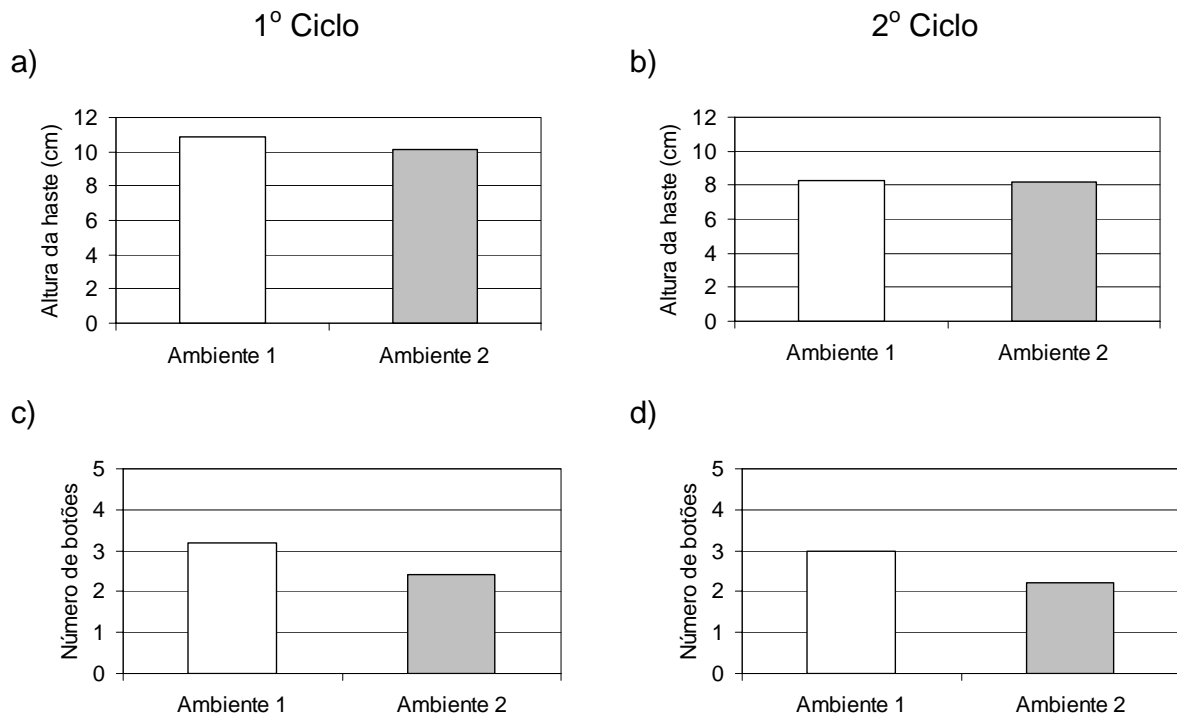 1º Ciclo
2º Ciclo
a)
b)
Altura da haste (cm)
12
10
8
6
4
2
0
Ambiente 1 Ambiente 2
Altura da haste (cm)
12
10
8
6
4
2
0
Ambiente 1 Ambiente 2
c)
d)
Número de botões
5
4
3
2
1
0
Ambiente 1 Ambiente 2
Número de botões
5
4
3
2
1
0
Ambiente 1 Ambiente 2